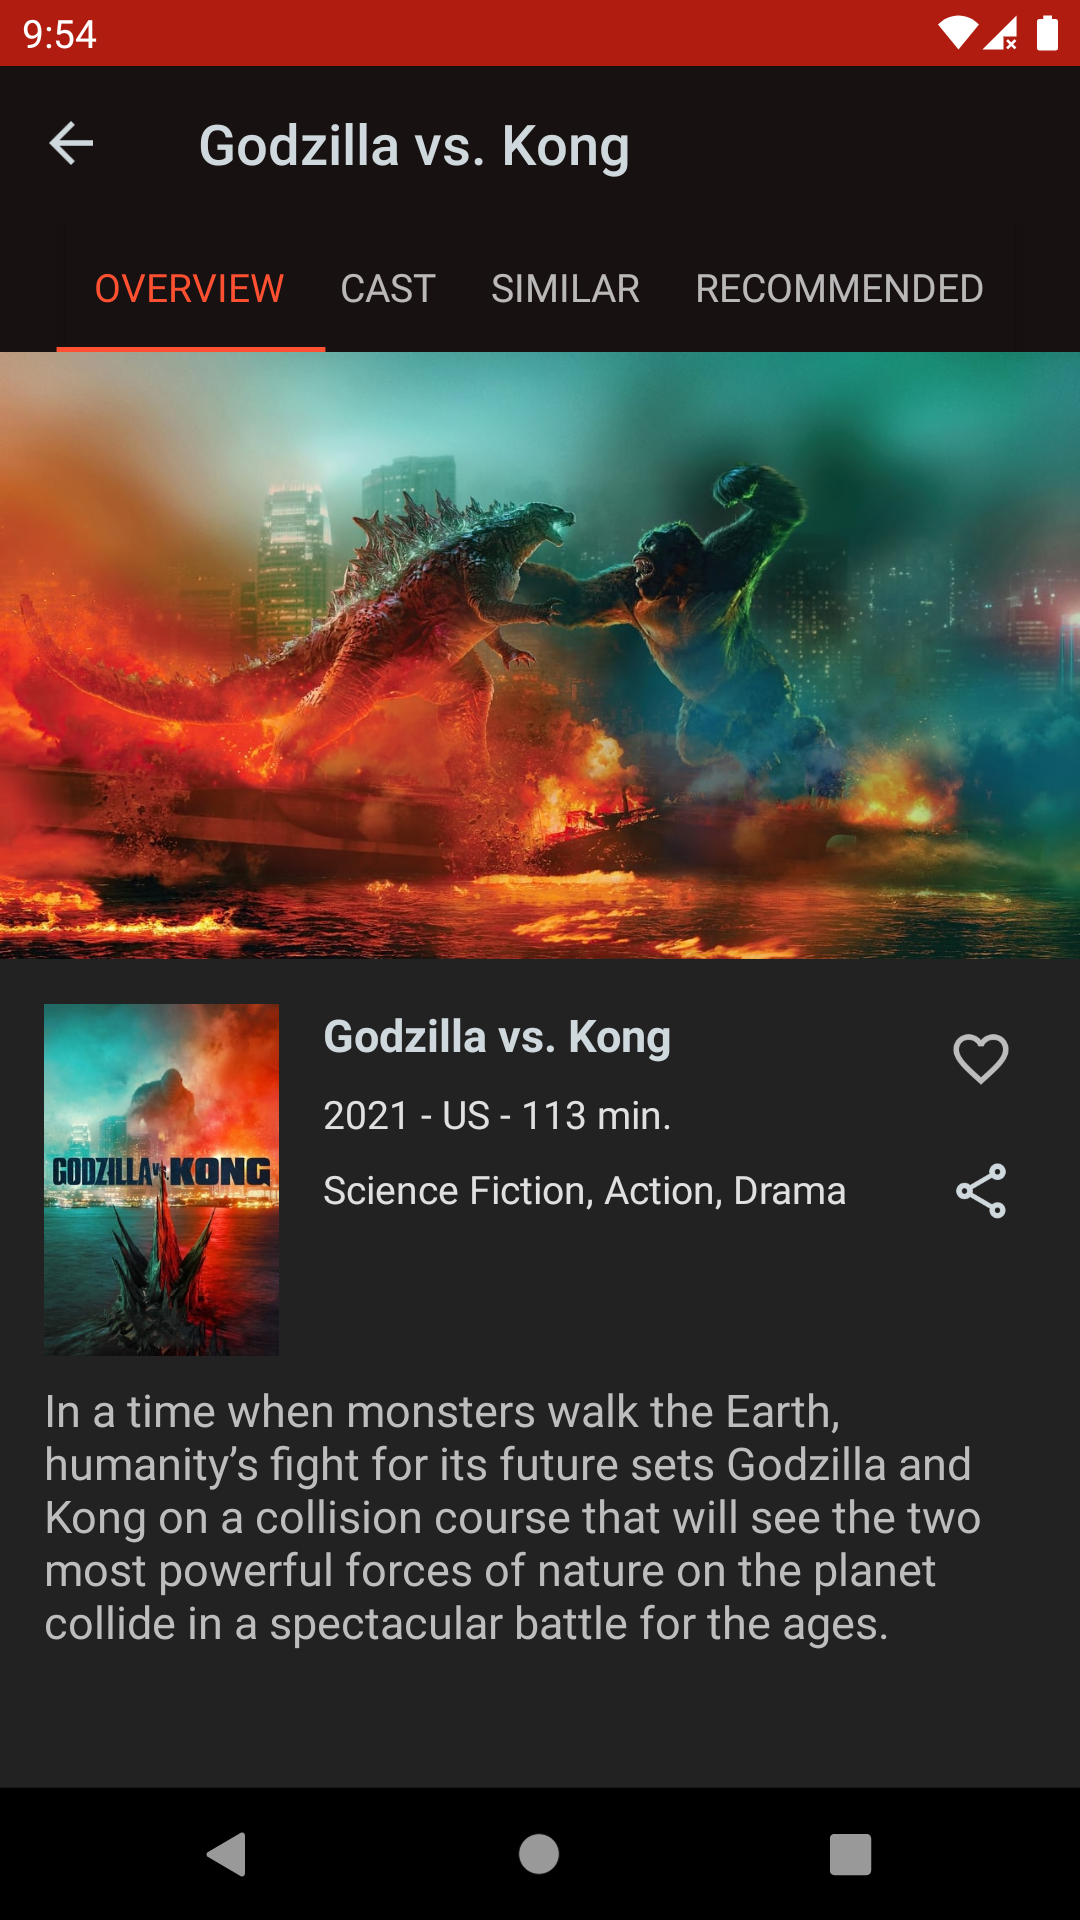 9:54
Godzilla vs. Kong
OVERVIEW CAST SIMILAR RECOMMENDED
Godzilla vs. Kong
2021 - US - 113 min.
Science Fiction, Action, Drama
GODZILLA vs. KONG
In a time when monsters walk the Earth,
humanity’s fight for its future sets Godzilla and
Kong on a collision course that will see the two
most powerful forces of nature on the planet
collide in a spectacular battle for the ages.